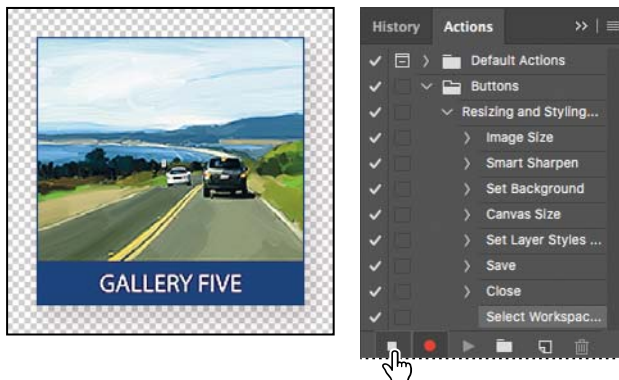 GALLERY FIVE
History
Actions
Default Actions
Buttons
Resizing and Styling...
Image Size
Smart Sharpen
Set Background
Canvas Size
Set Layer Styles ...
Save
Close
Select Workspac...